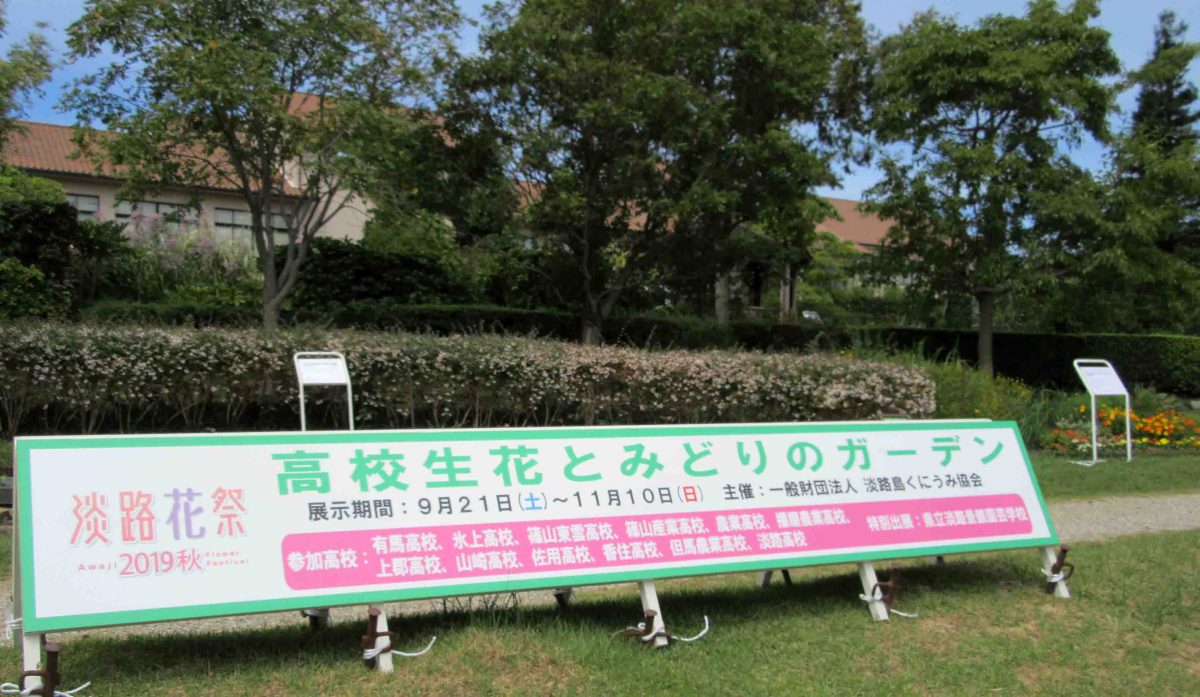 高校生花とみどりのガーデン
淡路花祭
2019秋
Awaji
Flower
Festival
展示期間：9月21日(土)～11月10日(日)　主催：一般財団法人 淡路島くにうみ協会
参加高校：
有馬高校、氷上高校、篠山東雲高校、篠山産業高校、農業高校、播磨農業高校、
上郡高校、山崎高校、佐用高校、香住高校、但馬農業高校、淡路高校
特別出展：県立淡路景観園芸学校